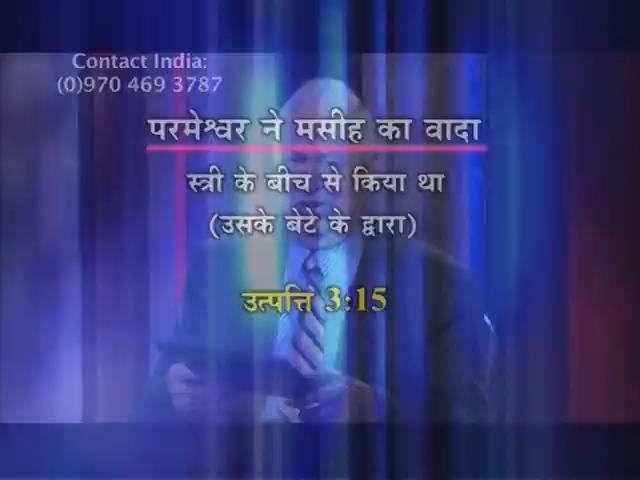 Contact India:
(0)970 469 3787
परमेश्वर ने मसीह का वादा
स्त्री के बीच से किया था
(उसके बेटे के द्वारा)
उत्पत्ति 3:15